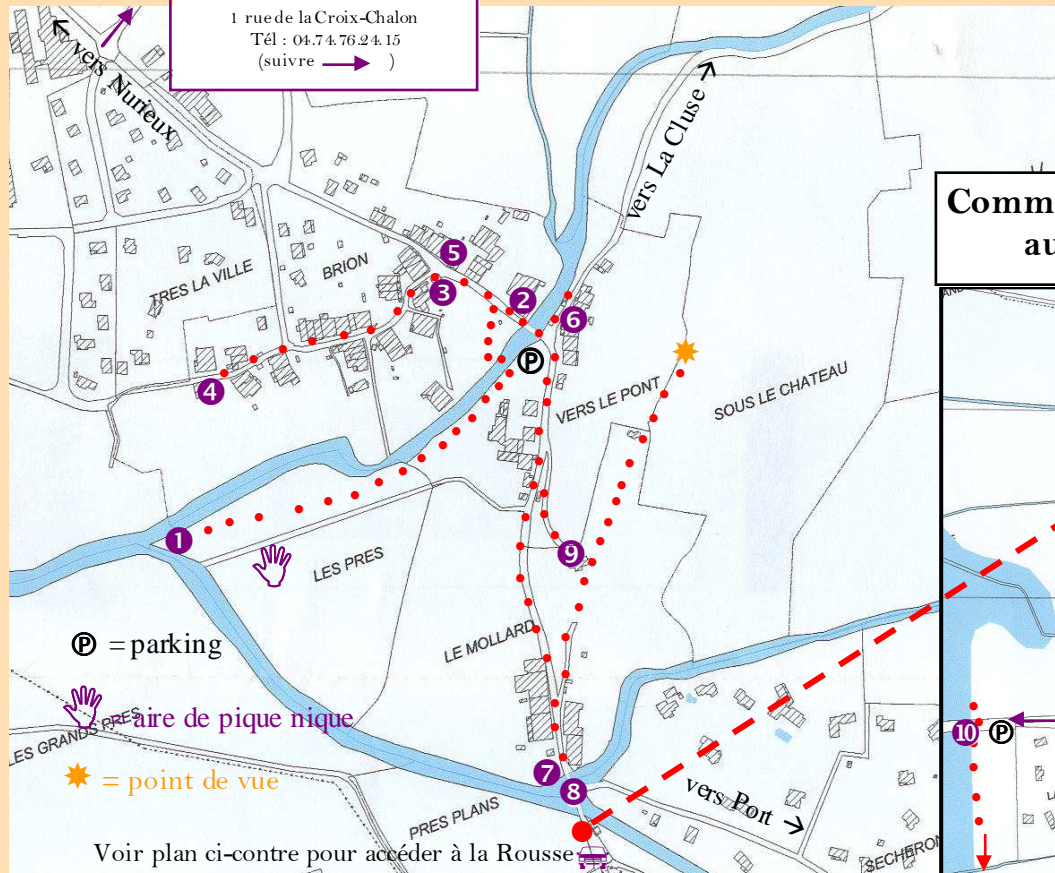 1 rue de la Croix-Chalon
Tél : 04.74.76.24.15
(suivre → )
← vers Nurieux
vers La Cluse →
Comm
au
TRES LA VILLE
BRION
5
3
2
6
4
P
VERS LE PONT
SOUS LE CHATEAU
1
9
LES PRES
LE MOLLARD
P = parking
= aire de pique nique
LES GRANDS PRES
= point de vue
10 P
7
8
vers Port →
PRES PLANS
SECHERON
Voir plan ci-contre pour accéder à la Rousse